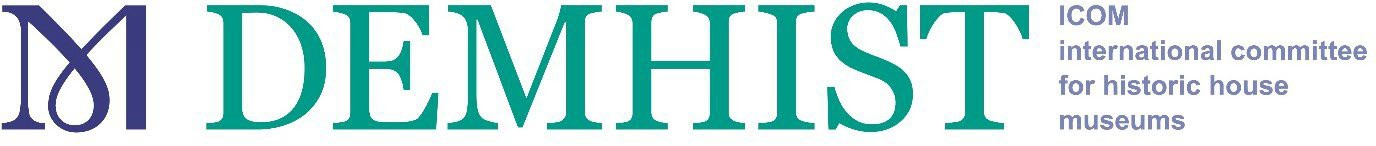 M DEMHIST
ICOM
international committee
for historic house
museums